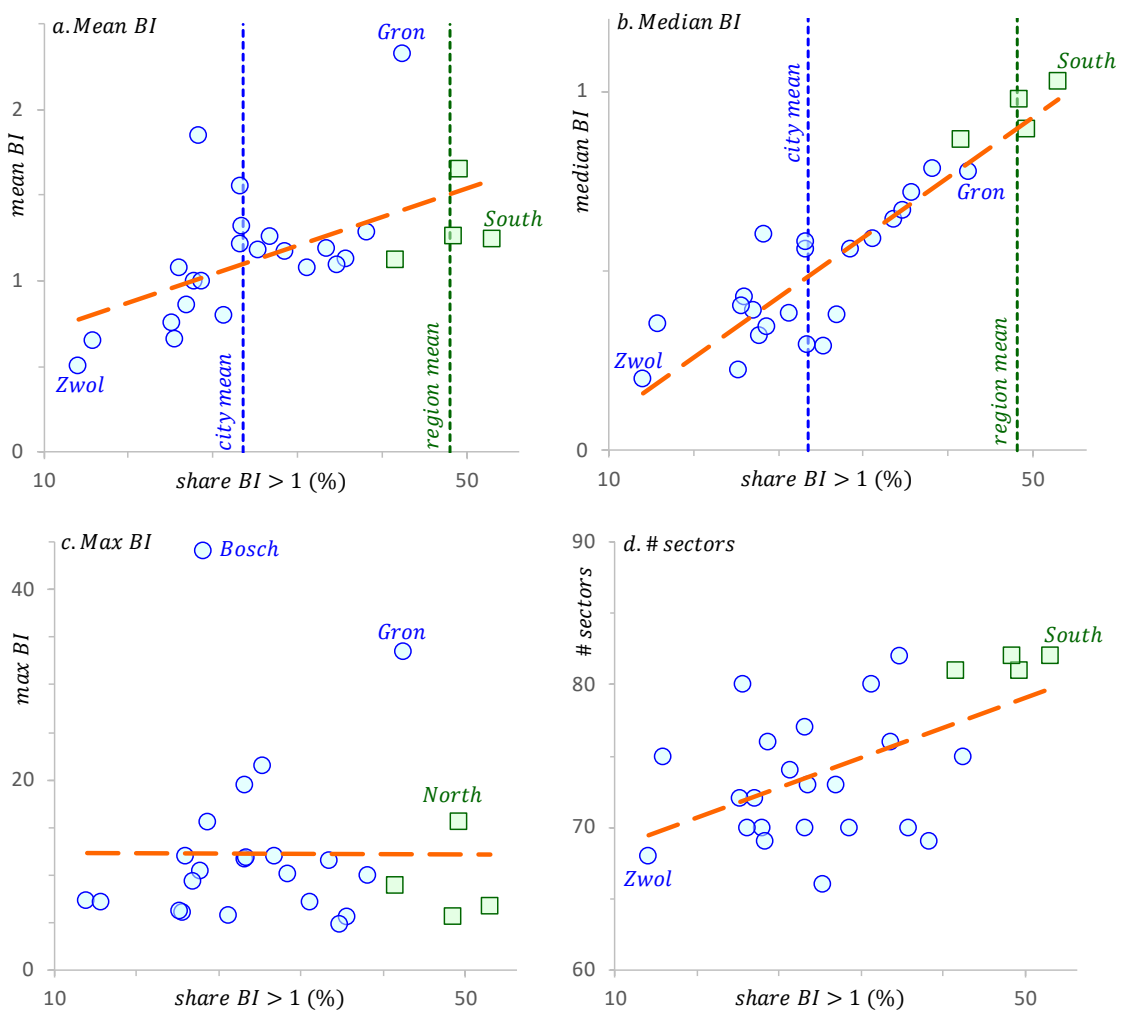 a. Mean BI
Gron
2
mean BI
1
South
Zwol
city mean
region mean
0
10
50
share BI > 1 (%)
b. Median BI
South
1
city mean
median BI
Gron
Zwol
region mean
0
10
50
share BI > 1 (%)
c. Max BI
Bosch
40
Gron
max BI
20
North
0
10
50
share BI > 1 (%)
90
d. # sectors
# sectors
South
80
70
Zwol
60
10
50
share BI > 1 (%)